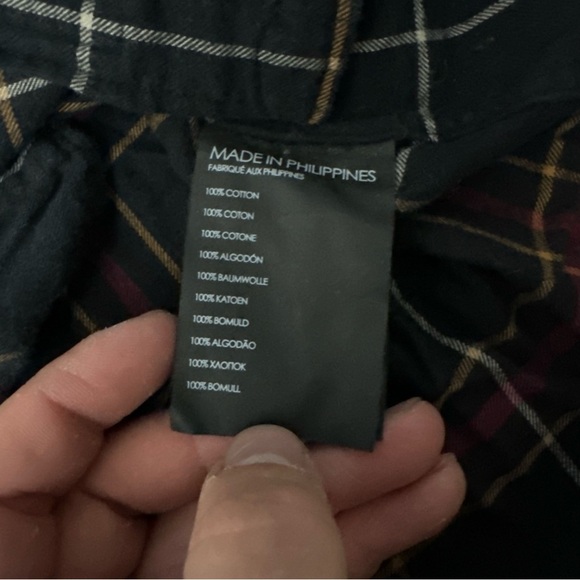 MADE IN PHILIPPINES
FABRIQUÉ AUX PHILIPPINES
100% COTTON
100% COTON
100% COTONE
100% ALGODÓN
100% BAUMWOLLE
100% KATOEN
100% BOMULD
100% ALGODÃO
100% ХЛОПОК
100% BOMULL